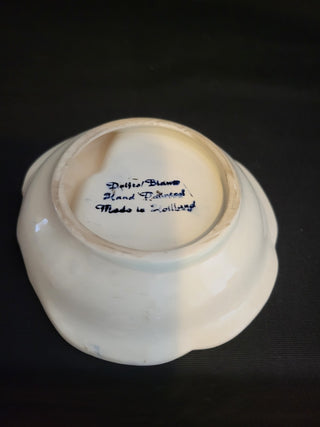 Delfts Blauw
Hand Painted
Made in Holland